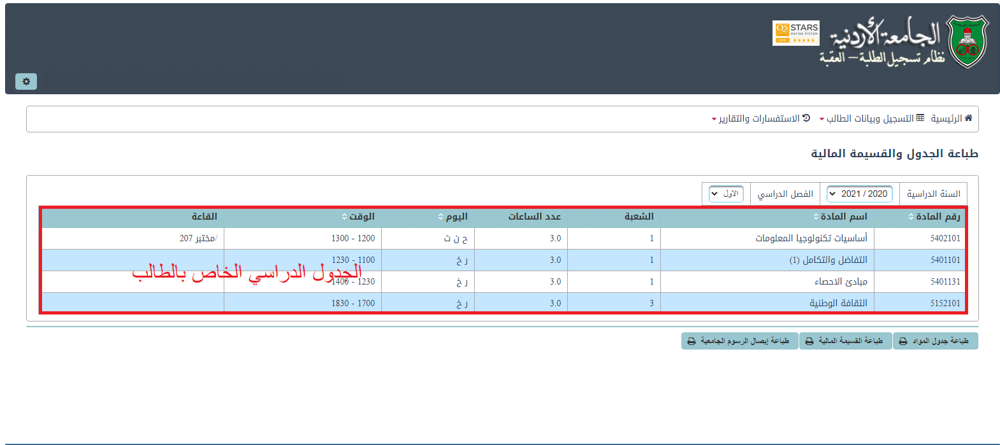 الجامعة الأردنية
نظام تسجيل الطلبة – العقبة
QS STARS
RATING SYSTEM
الرئيسية التسجيل وبيانات الطالب الاستفسارات والتقارير
طباعة الجدول والقسيمة المالية
السنة الدراسية 2020 / 2021 الفصل الدراسي الاول
رقم المادة اسم المادة الشعبة عدد الساعات اليوم الوقت القاعة
5402101 أساسيات تكنولوجيا المعلومات 1 3.0 ح ن ث 1200 - 1300 /مختبر 207
5401101 التفاضل والتكامل (1) 1 3.0 ر خ 1100 - 1230
الجدول الدراسي الخاص بالطالب
5401131 مبادئ الاحصاء 1 3.0 ر خ 1230 - 1400
5152101 الثقافة الوطنية 3 3.0 ر خ 1700 - 1830
طباعة جدول المواد طباعة القسيمة المالية طباعة إيصال الرسوم الجامعية